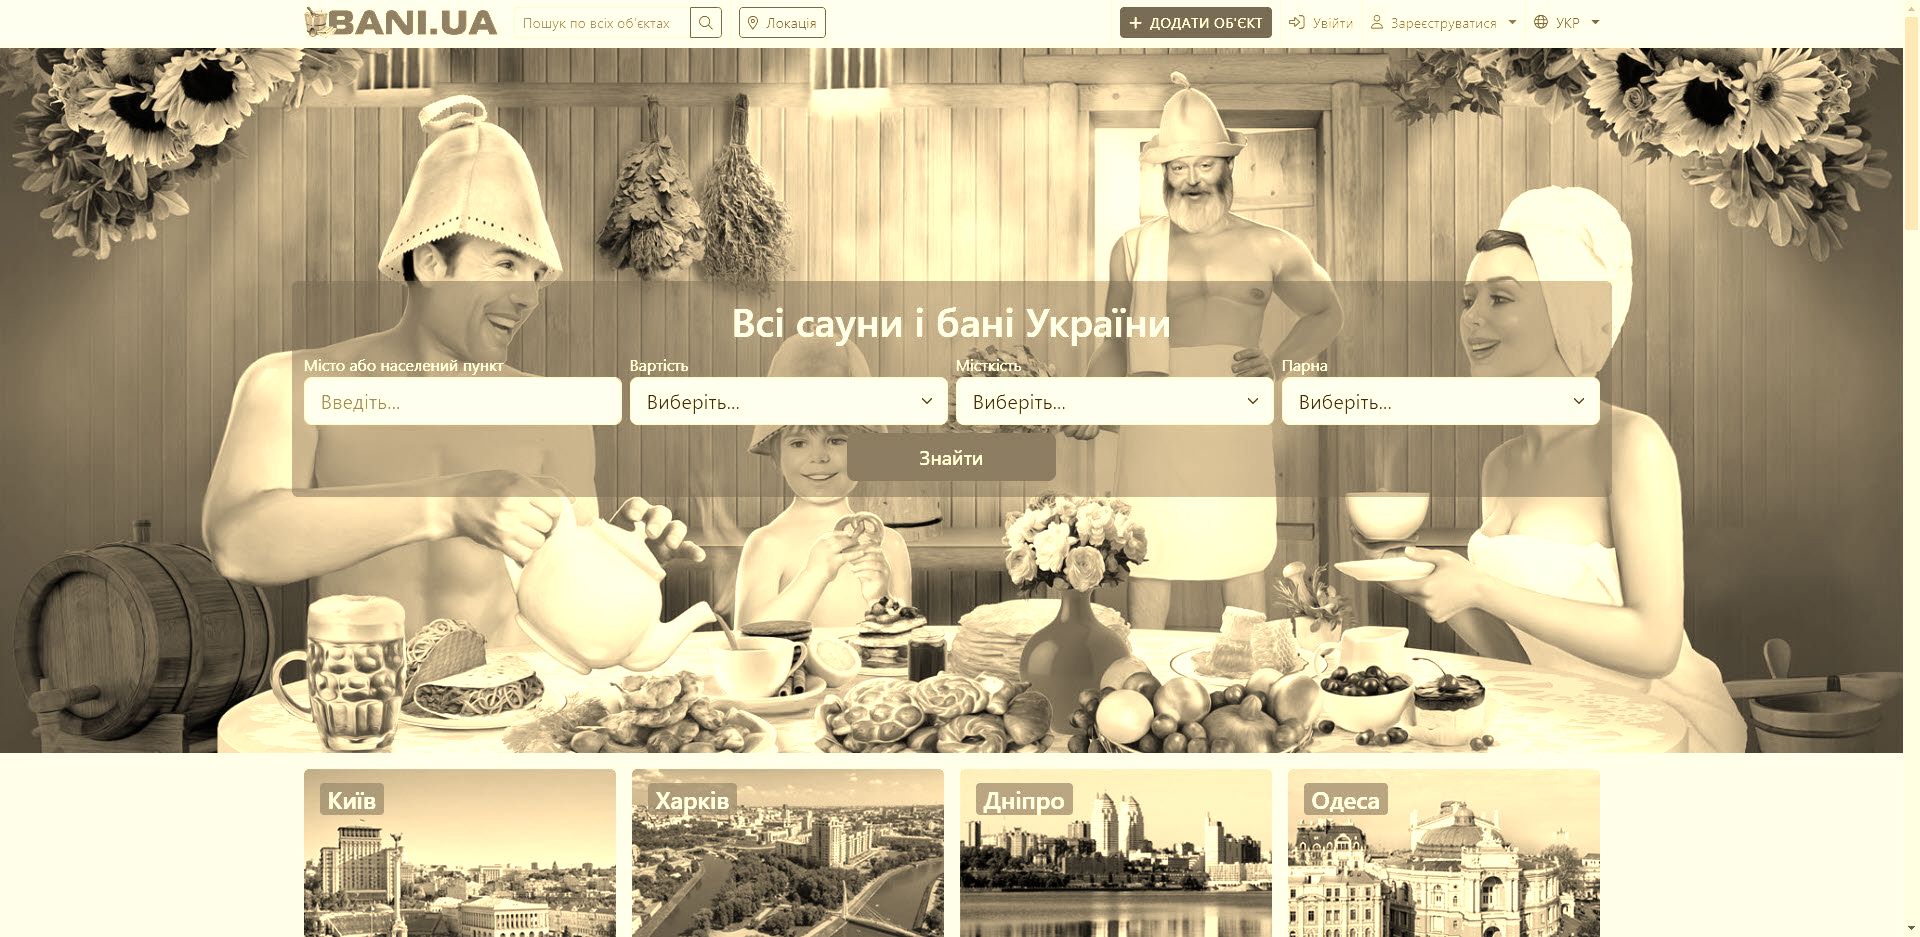 BANI.UA
Пошук по всіх об'єктах
Локація
ДОДАТИ ОБ'ЄКТ
Увійти
Зареєструватися
УКР
Всі сауни і бані України
Місто або населений пункт
Вартість
Місткість
Парна
Введіть...
Виберіть...
Виберіть...
Виберіть...
Знайти
Київ
Харків
Дніпро
Одеса